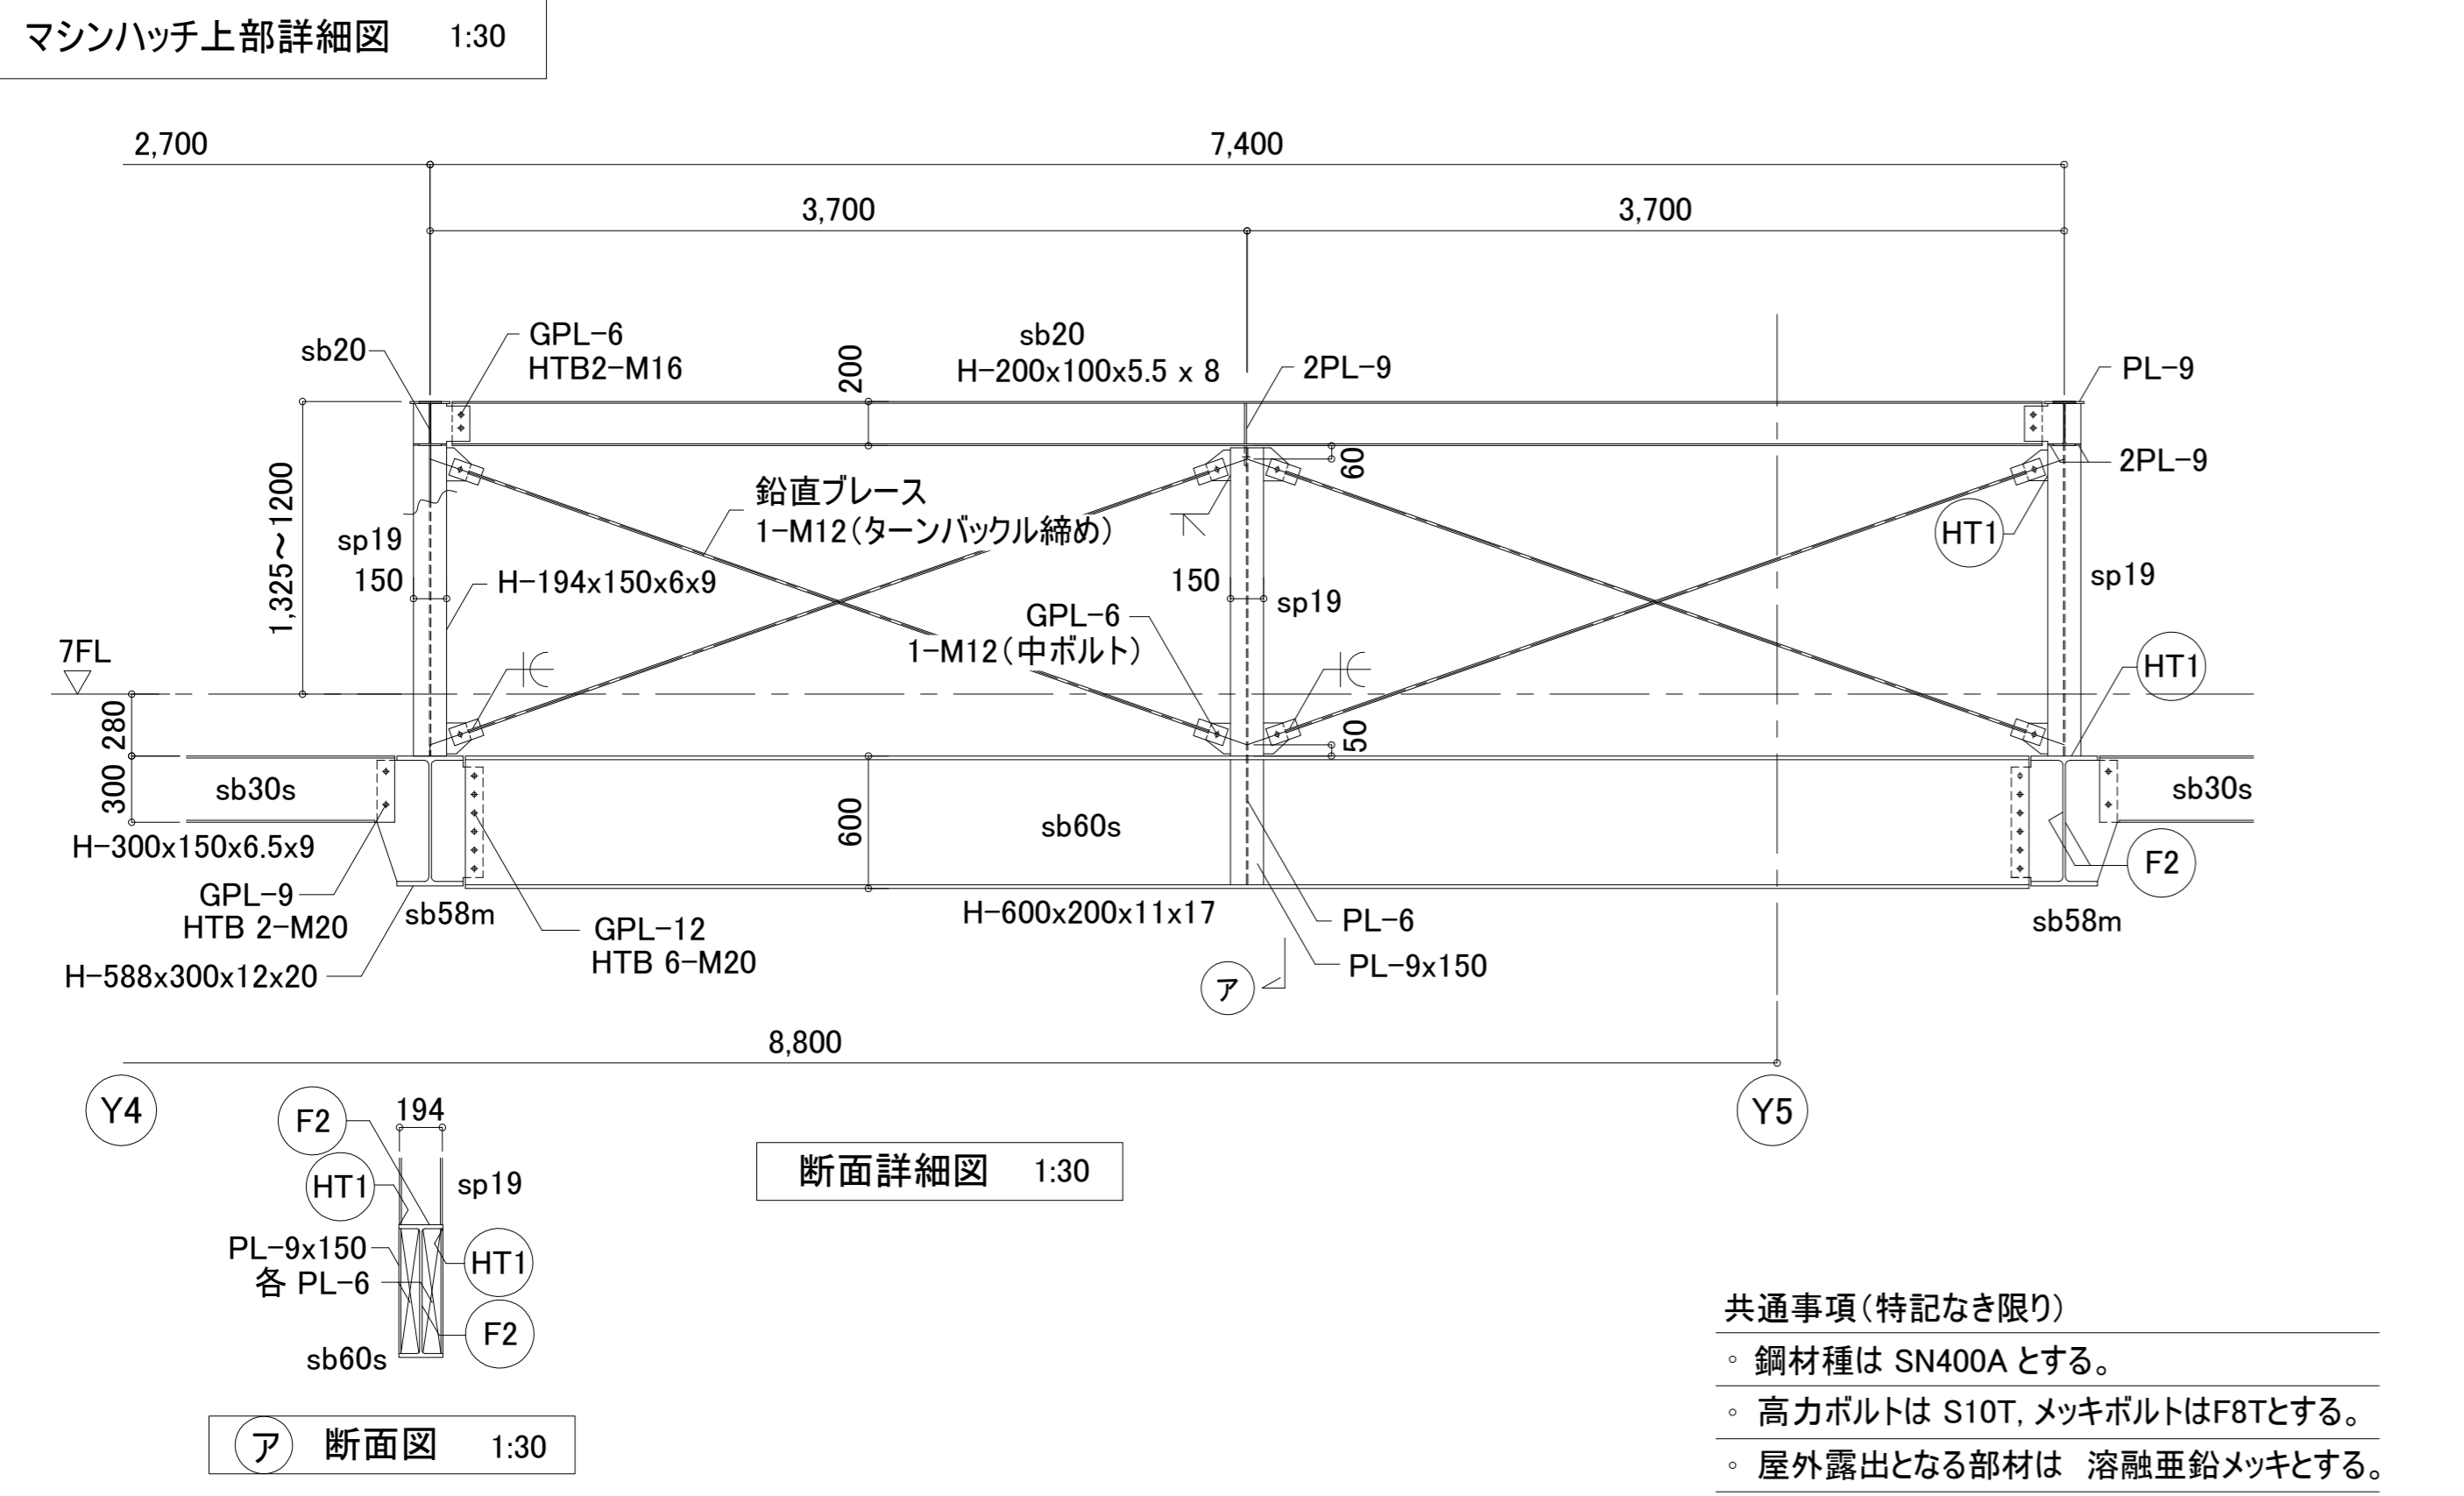 マシンハッチ上部詳細図 1:30
2,700
7,400
3,700
3,700
sb20
GPL-6
HTB2-M16
200
sb20
H-200x100x5.5 x 8
2PL-9
PL-9
2PL-9
60
1,325~1200
鉛直ブレース
1-M12(ターンバックル締め)
HT1
sp19
150
H-194x150x6x9
150
sp19
sp19
GPL-6
1-M12(中ボルト)
7FL
HT1
280
50
300
sb30s
sb30s
600
sb60s
H-300x150x6.5x9
F2
GPL-9
HTB 2-M20
sb58m
GPL-12
HTB 6-M20
H-600x200x11x17
PL-6
sb58m
PL-9x150
H-588x300x12x20
ア
8,800
Y4
Y5
F2
194
HT1
sp19
断面詳細図 1:30
PL-9x150
各 PL-6
HT1
F2
sb60s
ア 断面図 1:30
共通事項(特記なき限り)
◦ 鋼材種は SN400A とする。
◦ 高力ボルトは S10T, メッキボルトはF8Tとする。
◦ 屋外露出となる部材は 溶融亜鉛メッキとする。